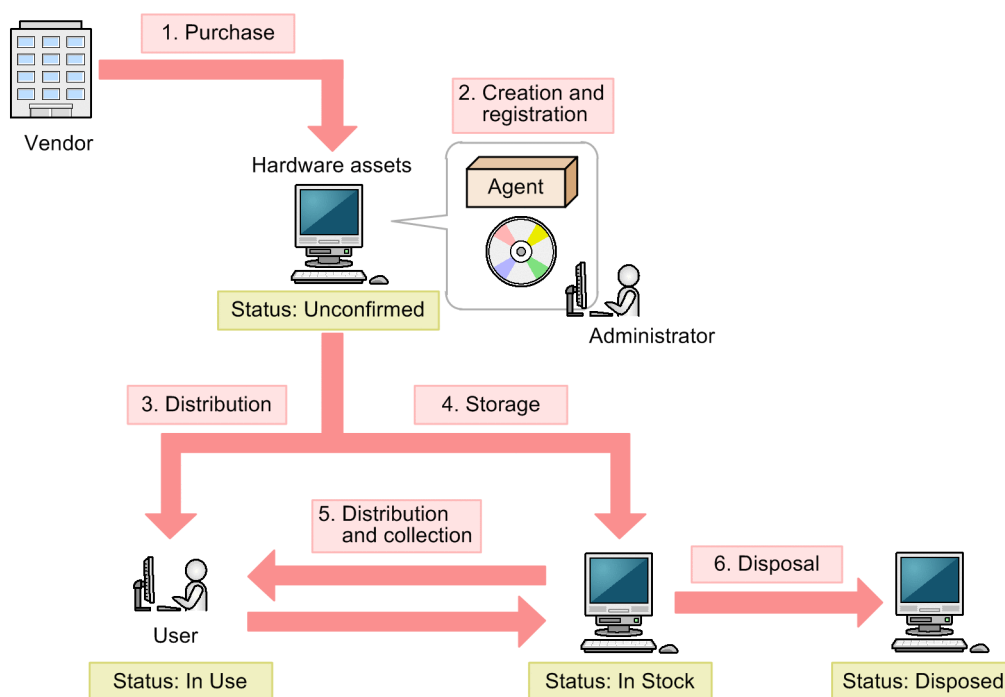 1. Purchase
2. Creation and
registration
Vendor
Hardware assets
Agent
Status: Unconfirmed
Administrator
3. Distribution
4. Storage
5. Distribution
and collection
6. Disposal
User
Status: In Use
Status: In Stock
Status: Disposed